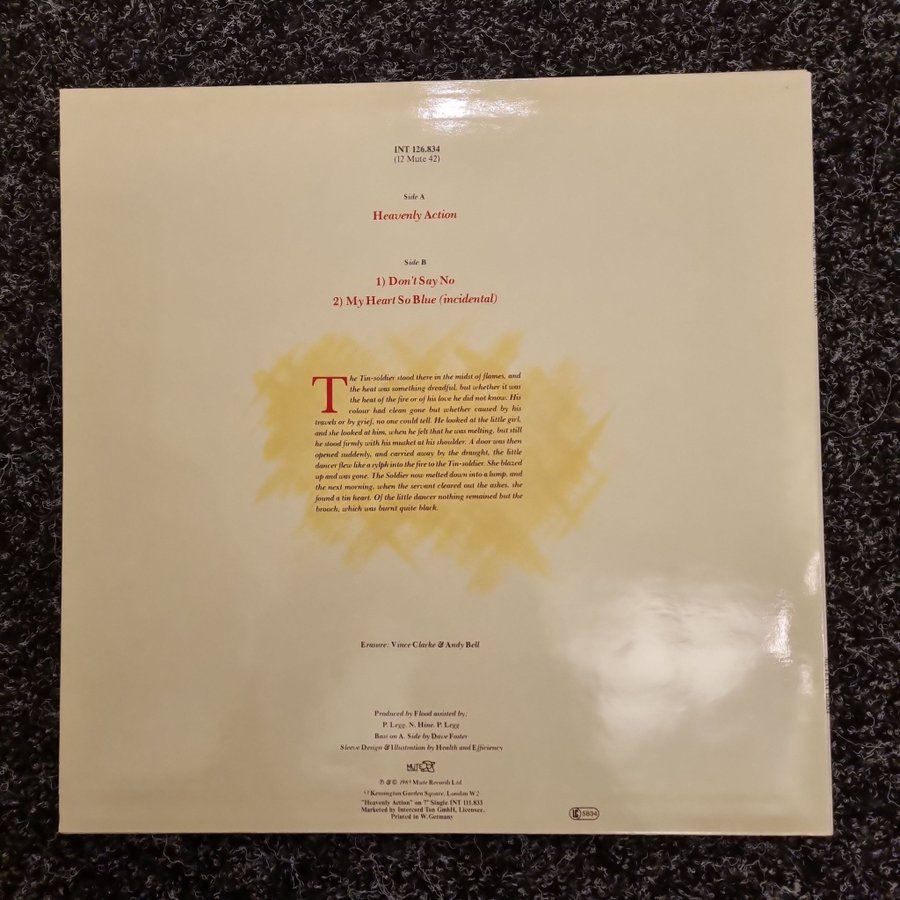 INT 126.834
(12 Mute 42)
Side A
Heavenly Action
Side B
1) Don't Say No
2) My Heart So Blue (incidental)
The Tin-soldier stood there in the midst of flames, and
the heat was something dreadful, but whether it was
the heat of the fire or of his love he did not know. His
colour had clean gone but whether caused by his
travels or by grief, no one could tell. He looked at the little girl,
and she looked at him, when he felt that he was melting, but still
he stood firmly with his musket at his shoulder. A door was then
opened suddenly, and carried away by the draught, the little
dancer flew like a sylph into the fire to the Tin-soldier. She blazed
up and was gone. The Soldier now melted down into a lump, and
the next morning, when the servant cleared out the ashes, she
found a tin heart. Of the little dancer nothing remained but the
brooch, which was burnt quite black.
Erasure: Vince Clarke & Andy Bell
Produced by Flood assisted by:
P. Legg, N. Hine, P. Legg
Bass on A. Side by Dave Foster
Sleeve Design & Illustration by Health and Efficiency
MUTE
℗ & © 1985 Mute Records Ltd.
Kensington Garden Square, London W2
"Heavenly Action" on 7" Single INT 111.833
Marketed by Intercord Ton GmbH, Licensee.
Printed in W.Germany
LC 5834